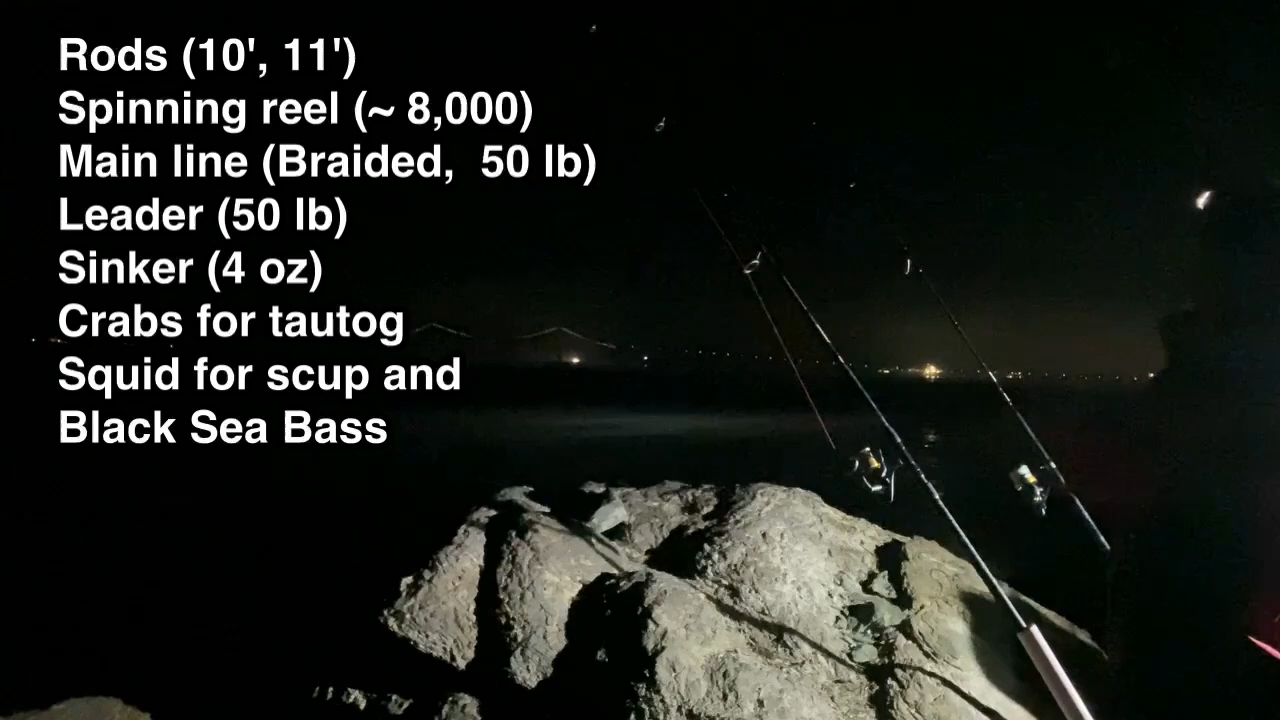 Rods (10', 11')
Spinning reel (~ 8,000)
Main line (Braided,  50 lb)
Leader (50 lb)
Sinker (4 oz)
Crabs for tautog
Squid for scup and
Black Sea Bass